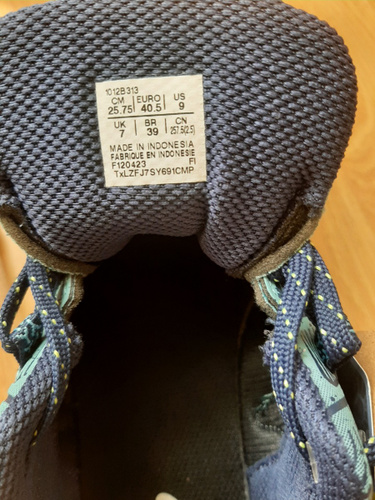 1012B313
CM EURO US
25.75 40.5 9
UK BR CN
7 39 257.5(2.5)
MADE IN INDONESIA
FABRIQUE EN INDONESIE
F120423 FI
TxLZFJ7SY691CMP